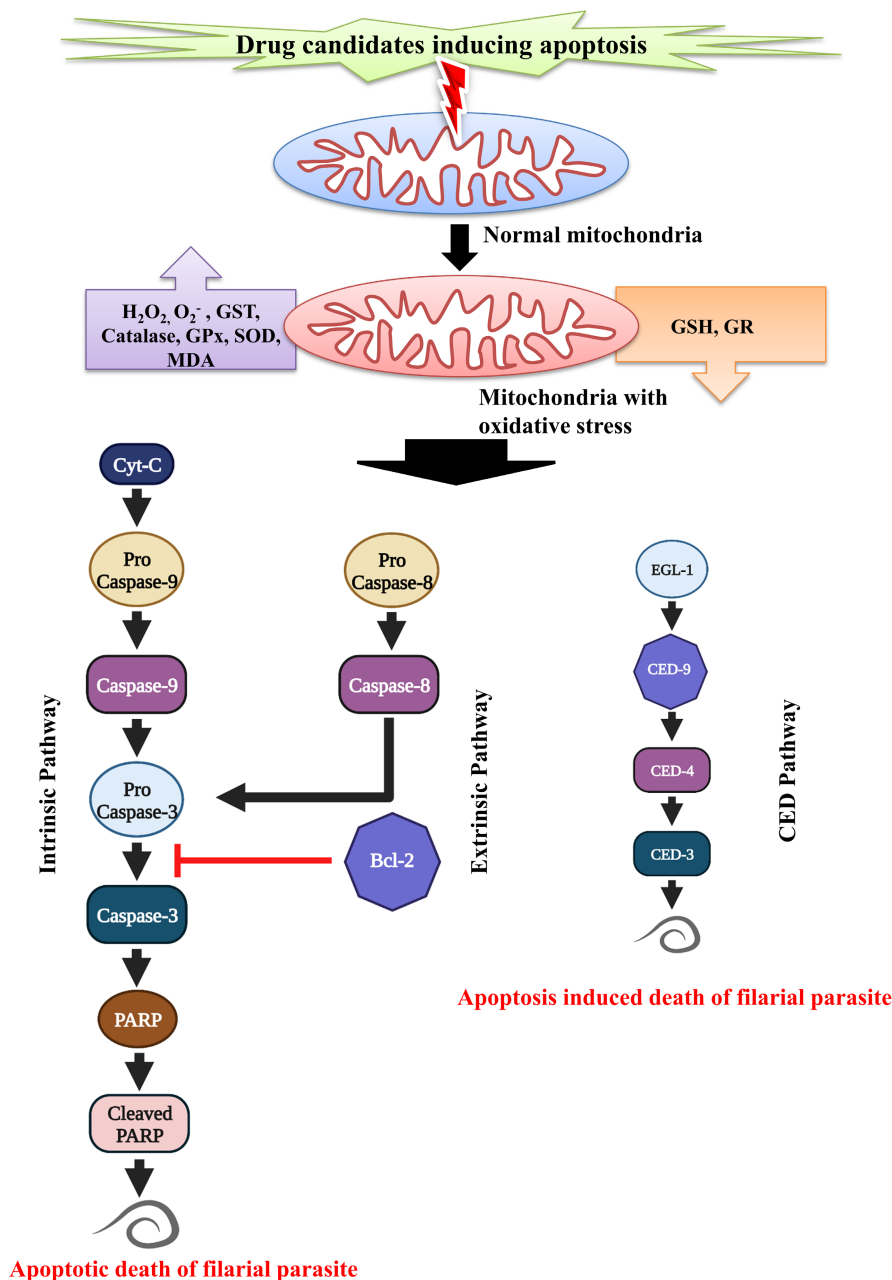 Drug candidates inducing apoptosis
Normal mitochondria
H₂O₂, O₂⁻ , GST,
Catalase, GPx, SOD,
MDA
GSH, GR
Mitochondria with
oxidative stress
Cyt-C
Pro
Caspase-9
Caspase-9
Pro
Caspase-3
Caspase-3
PARP
Cleaved
PARP
Intrinsic Pathway
Apoptotic death of filarial parasite
Pro
Caspase-8
Caspase-8
Bcl-2
Extrinsic Pathway
EGL-1
CED-9
CED-4
CED-3
CED Pathway
Apoptosis induced death of filarial parasite